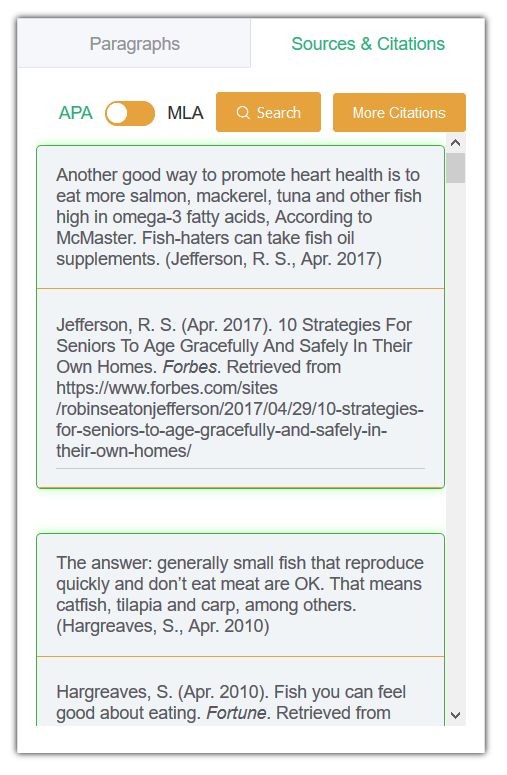 Paragraphs
Sources & Citations
APA
MLA
Search
More Citations
Another good way to promote heart health is to
eat more salmon, mackerel, tuna and other fish
high in omega-3 fatty acids, According to
McMaster. Fish-haters can take fish oil
supplements. (Jefferson, R. S., Apr. 2017)
Jefferson, R. S. (Apr. 2017). 10 Strategies For
Seniors To Age Gracefully And Safely In Their
Own Homes. Forbes. Retrieved from
https://www.forbes.com/sites
/robinseatonjefferson/2017/04/29/10-strategies-
for-seniors-to-age-gracefully-and-safely-in-
their-own-homes/
The answer: generally small fish that reproduce
quickly and don’t eat meat are OK. That means
catfish, tilapia and carp, among others.
(Hargreaves, S., Apr. 2010)
Hargreaves, S. (Apr. 2010). Fish you can feel
good about eating. Fortune. Retrieved from